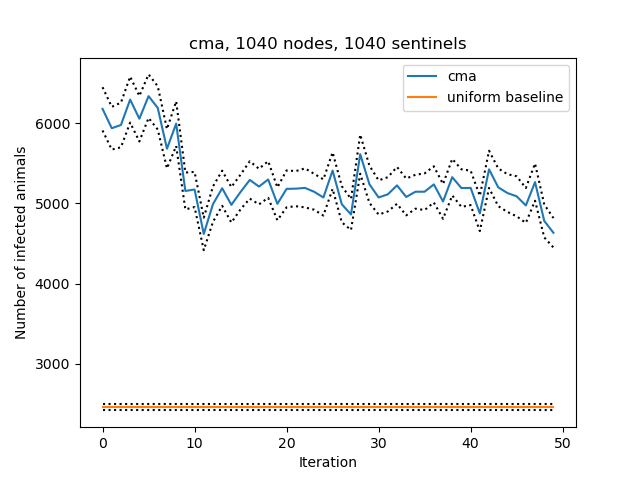 cma, 1040 nodes, 1040 sentinels
cma
uniform baseline
6000
5000
4000
3000
Number of infected animals
0 10 20 30 40 50
Iteration